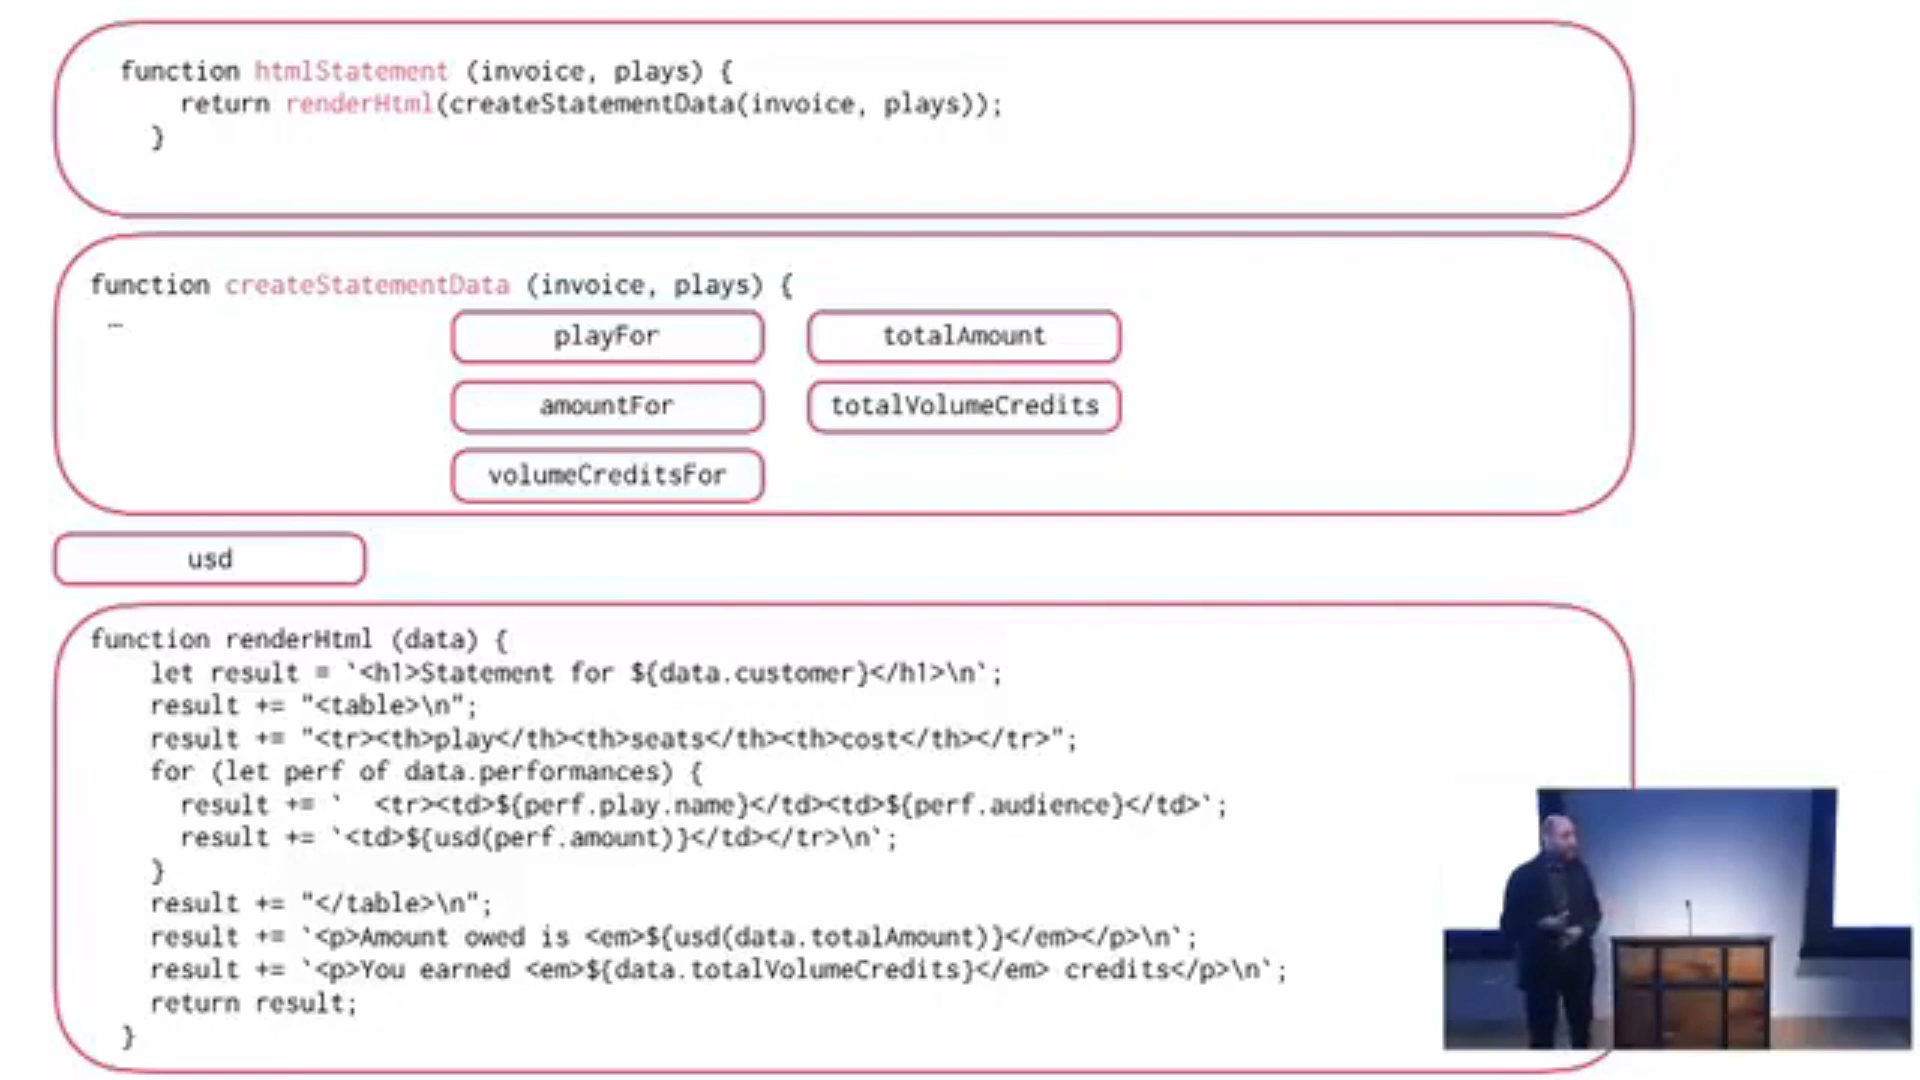 function htmlStatement (invoice, plays) {
return renderHtml(createStatementData(invoice, plays));
}
function createStatementData (invoice, plays) {
…
playFor
totalAmount
amountFor
totalVolumeCredits
volumeCreditsFor
usd
function renderHtml (data) {
let result = `<h1>Statement for ${data.customer}</h1>\n`;
result += "<table>\n";
result += "<tr><th>play</th><th>seats</th><th>cost</th></tr>";
for (let perf of data.performances) {
result += `  <tr><td>${perf.play.name}</td><td>${perf.audience}</td>`;
result += `<td>${usd(perf.amount)}</td></tr>\n`;
}
result += "</table>\n";
result += `<p>Amount owed is <em>${usd(data.totalAmount)}</em></p>\n`;
result += `<p>You earned <em>${data.totalVolumeCredits}</em> credits</p>\n`;
return result;
}